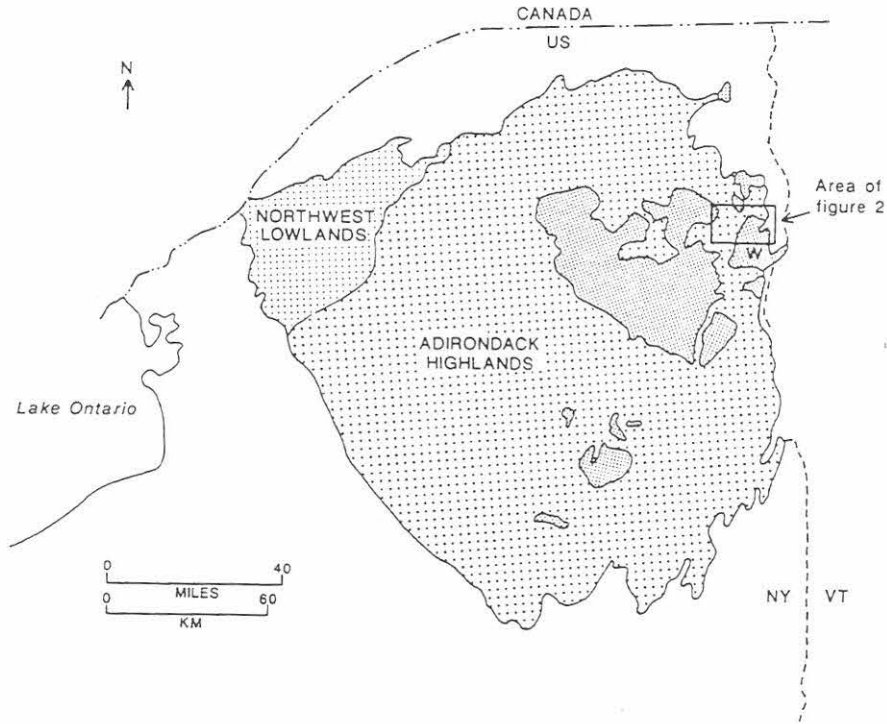 CANADA
US
N
Area of
figure 2
NORTHWEST
LOWLANDS
W
ADIRONDACK
HIGHLANDS
Lake Ontario
0 40
MILES
0 60
KM
NY VT